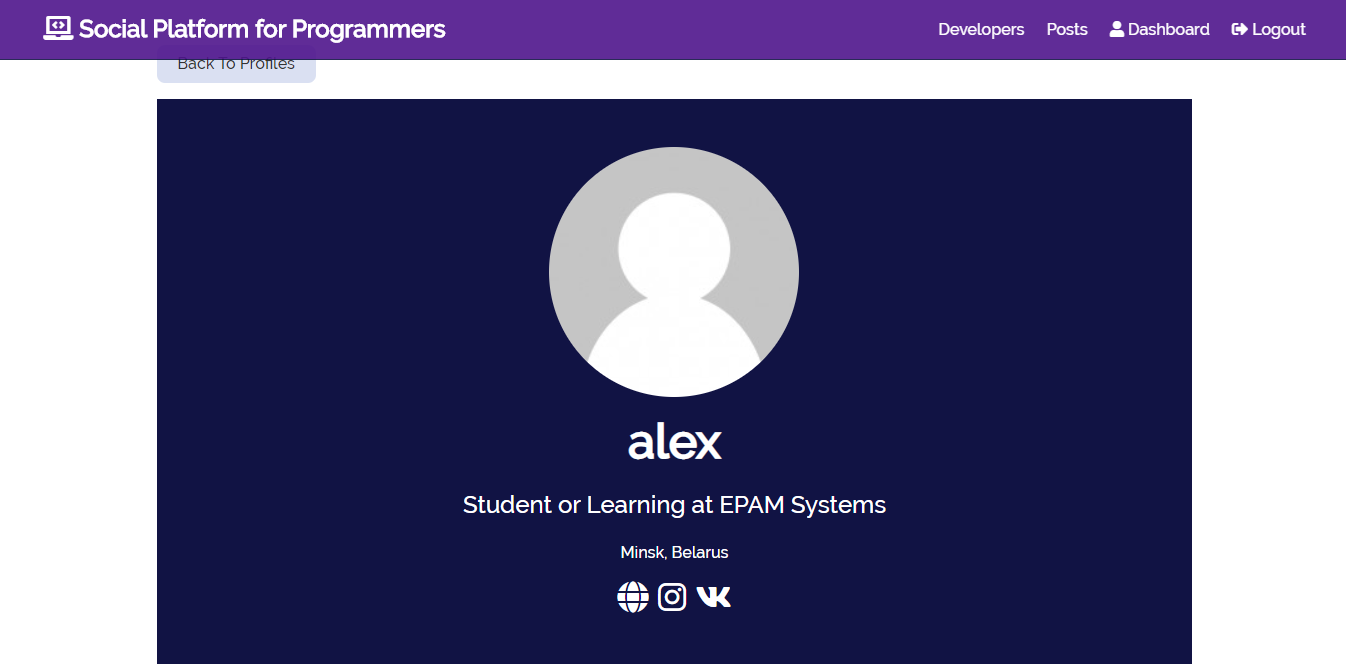 Social Platform for Programmers
Developers Posts Dashboard Logout
Back To Profiles
alex
Student or Learning at EPAM Systems
Minsk, Belarus